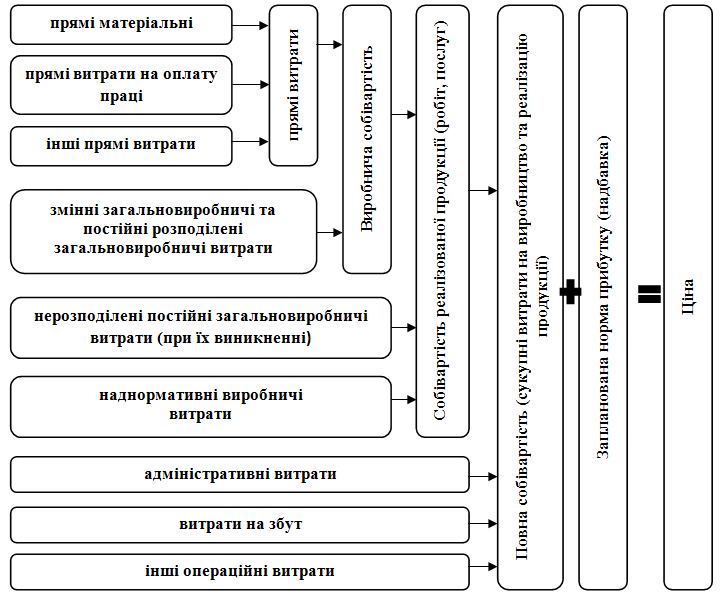 прямі матеріальні
прямі витрати на оплату
праці
інші прямі витрати
прямі витрати
змінні загальновиробничі та
постійні розподілені
загальновиробничі витрати
Виробнича собівартість
нерозподілені постійні загальновиробничі
витрати (при їх виникненні)
наднормативні виробничі
витрати
Собівартість реалізованої продукції (робіт, послуг)
адміністративні витрати
витрати на збут
інші операційні витрати
Повна собівартість (сукупні витрати на виробництво та реалізацію
продукції)
+
Запланована норма прибутку (надбавка)
=
Ціна